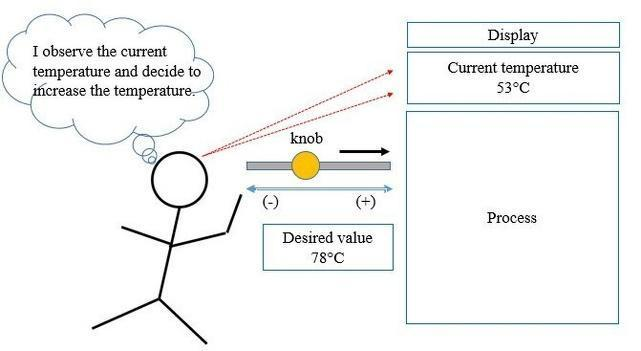 I observe the current
temperature and decide to
increase the temperature.
Display
Current temperature
53°C
knob
(-)
(+)
Desired value
78°C
Process